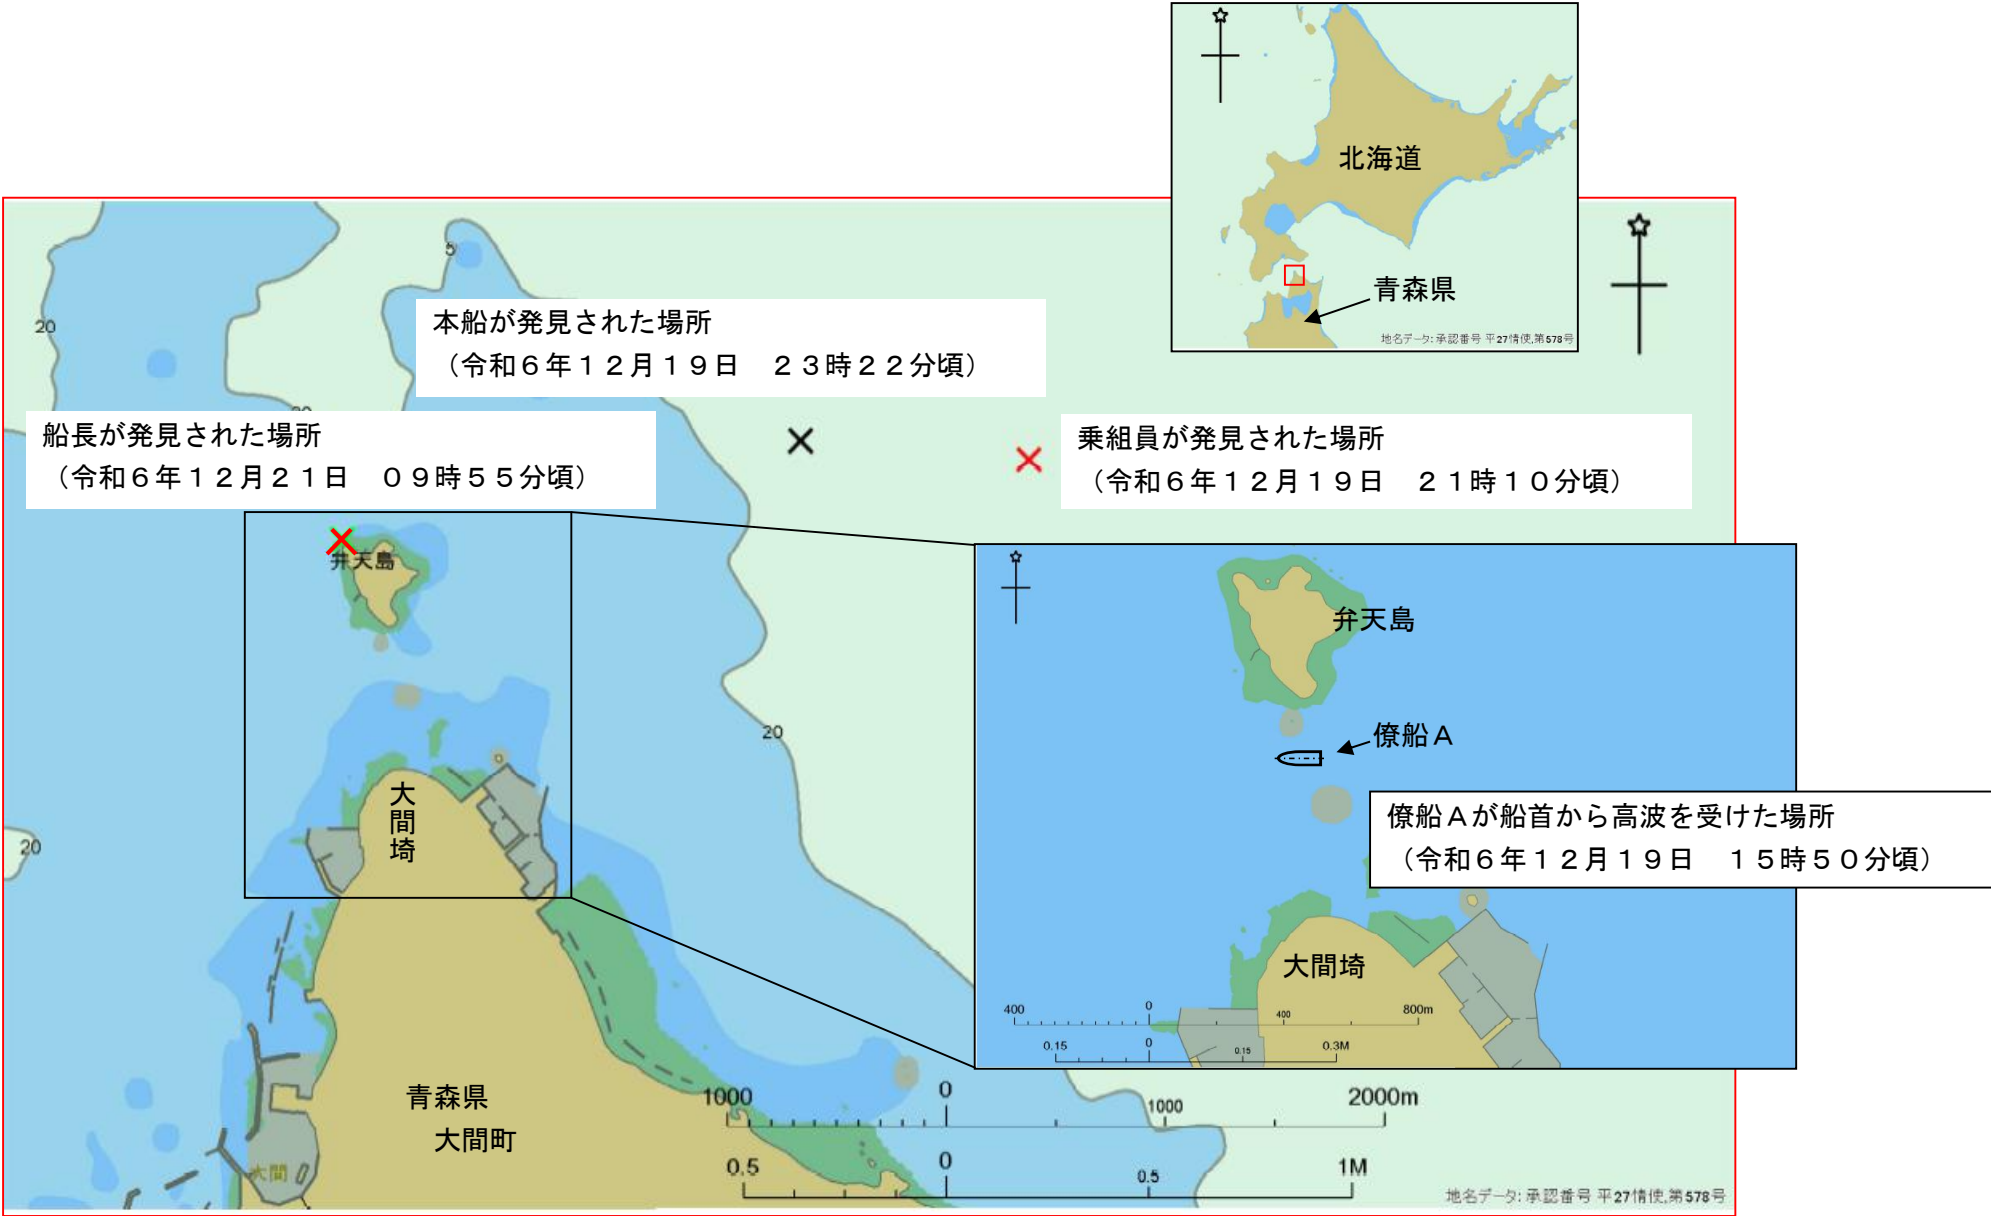 北海道
青森県
地名データ：承認番号 平27情使,第578号
本船が発見された場所
（令和６年１２月１９日　２３時２２分頃）
船長が発見された場所
（令和６年１２月２１日　０９時５５分頃）
乗組員が発見された場所
（令和６年１２月１９日　２１時１０分頃）
5
20
20
20
弁天島
大間埼
弁天島
僚船Ａ
僚船Ａが船首から高波を受けた場所
（令和６年１２月１９日　１５時５０分頃）
大間埼
400 0 400 800m
0.15 0 0.15 0.3M
青森県
大間町
大間
1000 0 1000 2000m
0.5 0 0.5 1M
地名データ：承認番号 平27情使,第578号